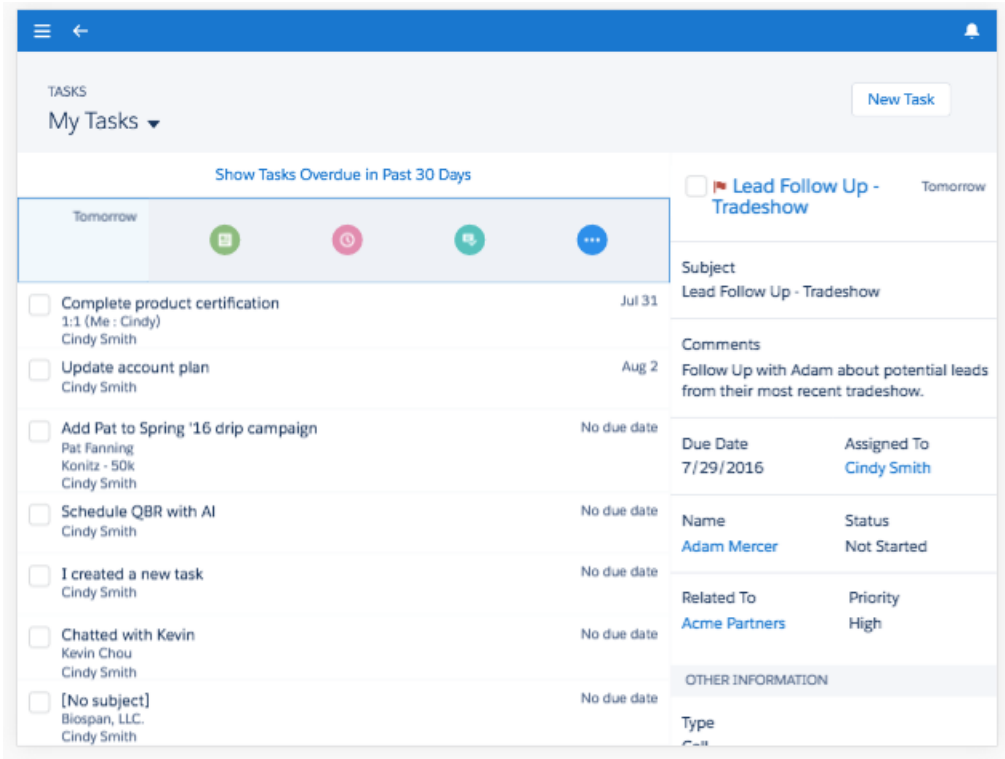 TASKS
My Tasks
New Task
Show Tasks Overdue in Past 30 Days
Tomorrow
Complete product certification
Jul 31
1:1 (Me : Cindy)
Cindy Smith
Update account plan
Aug 2
Cindy Smith
Add Pat to Spring '16 drip campaign
No due date
Pat Fanning
Konitz - 50k
Cindy Smith
Schedule QBR with Al
No due date
Cindy Smith
I created a new task
No due date
Cindy Smith
Chatted with Kevin
No due date
Kevin Chou
Cindy Smith
[No subject]
No due date
Biospan, LLC.
Cindy Smith
Lead Follow Up -
Tomorrow
Tradeshow
Subject
Lead Follow Up - Tradeshow
Comments
Follow Up with Adam about potential leads
from their most recent tradeshow.
Due Date
Assigned To
7/29/2016
Cindy Smith
Name
Status
Adam Mercer
Not Started
Related To
Priority
Acme Partners
High
OTHER INFORMATION
Type
Call